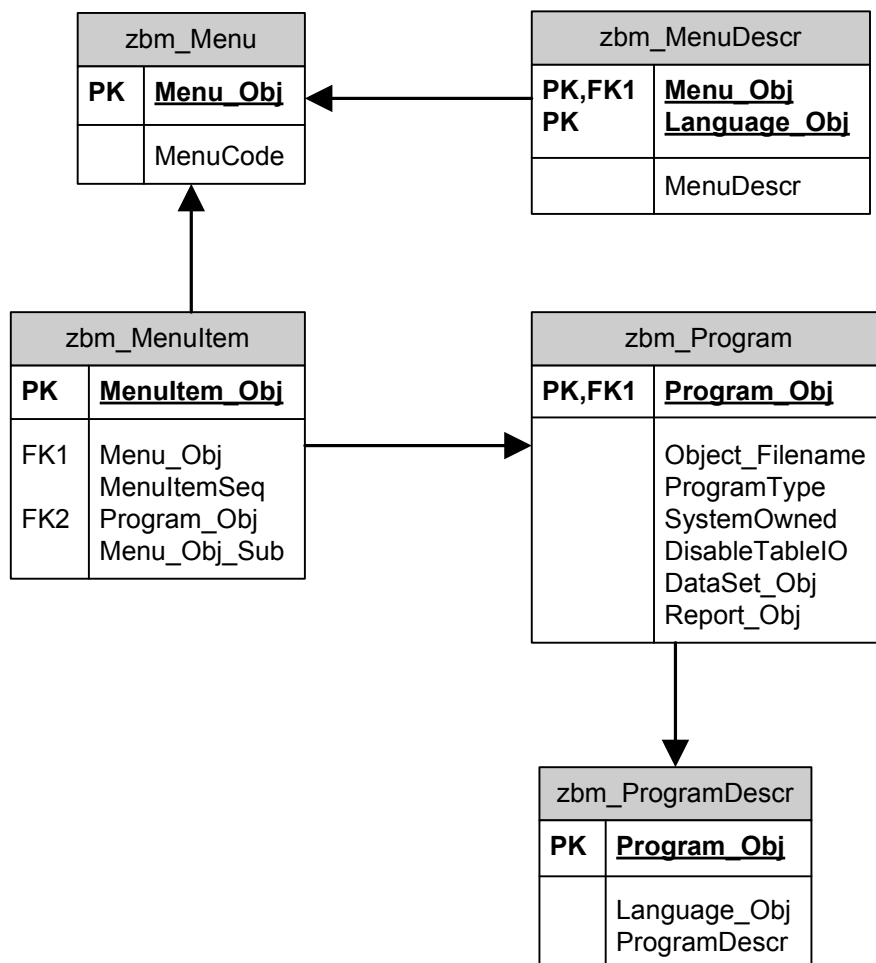 zbm_Menu
PK Menu_Obj
MenuCode
zbm_MenuDescr
PK,FK1 Menu_Obj
PK Language_Obj
MenuDescr
zbm_MenuItem
PK MenuItem_Obj
FK1 Menu_Obj
MenuItemSeq
FK2 Program_Obj
Menu_Obj_Sub
zbm_Program
PK,FK1 Program_Obj
Object_Filename
ProgramType
SystemOwned
DisableTableIO
DataSet_Obj
Report_Obj
zbm_ProgramDescr
PK Program_Obj
Language_Obj
ProgramDescr